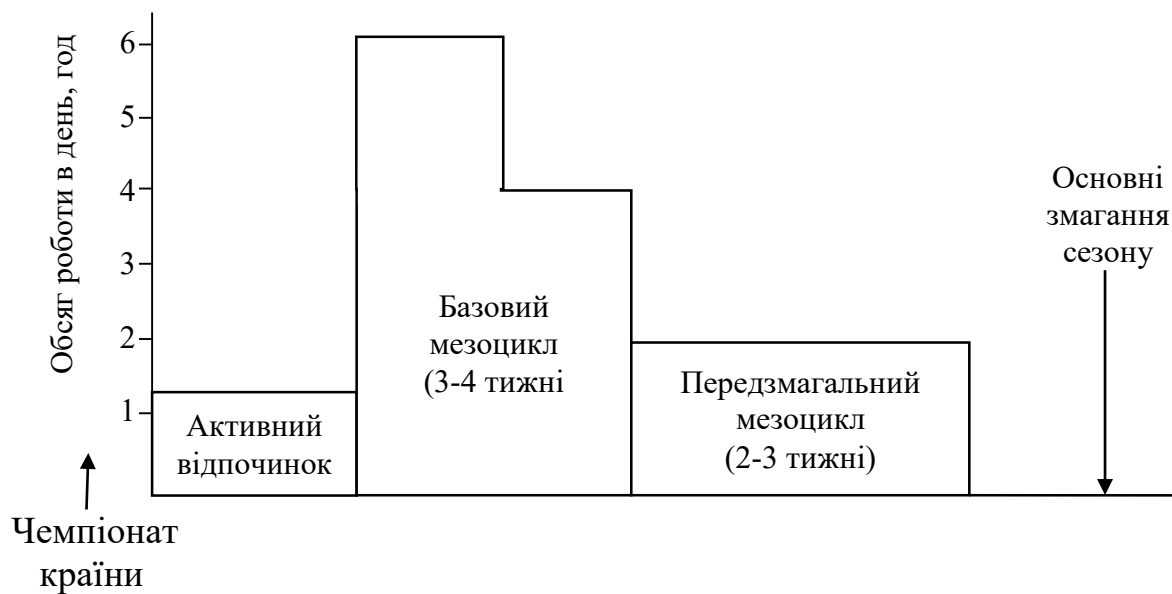 Обсяг роботи в день, год
6
5
4
3
2
1
Активний
відпочинок
Базовий
мезоцикл
(3-4 тижні
Передзмагальний
мезоцикл
(2-3 тижні)
Основні
змагання
сезону
Чемпіонат
країни